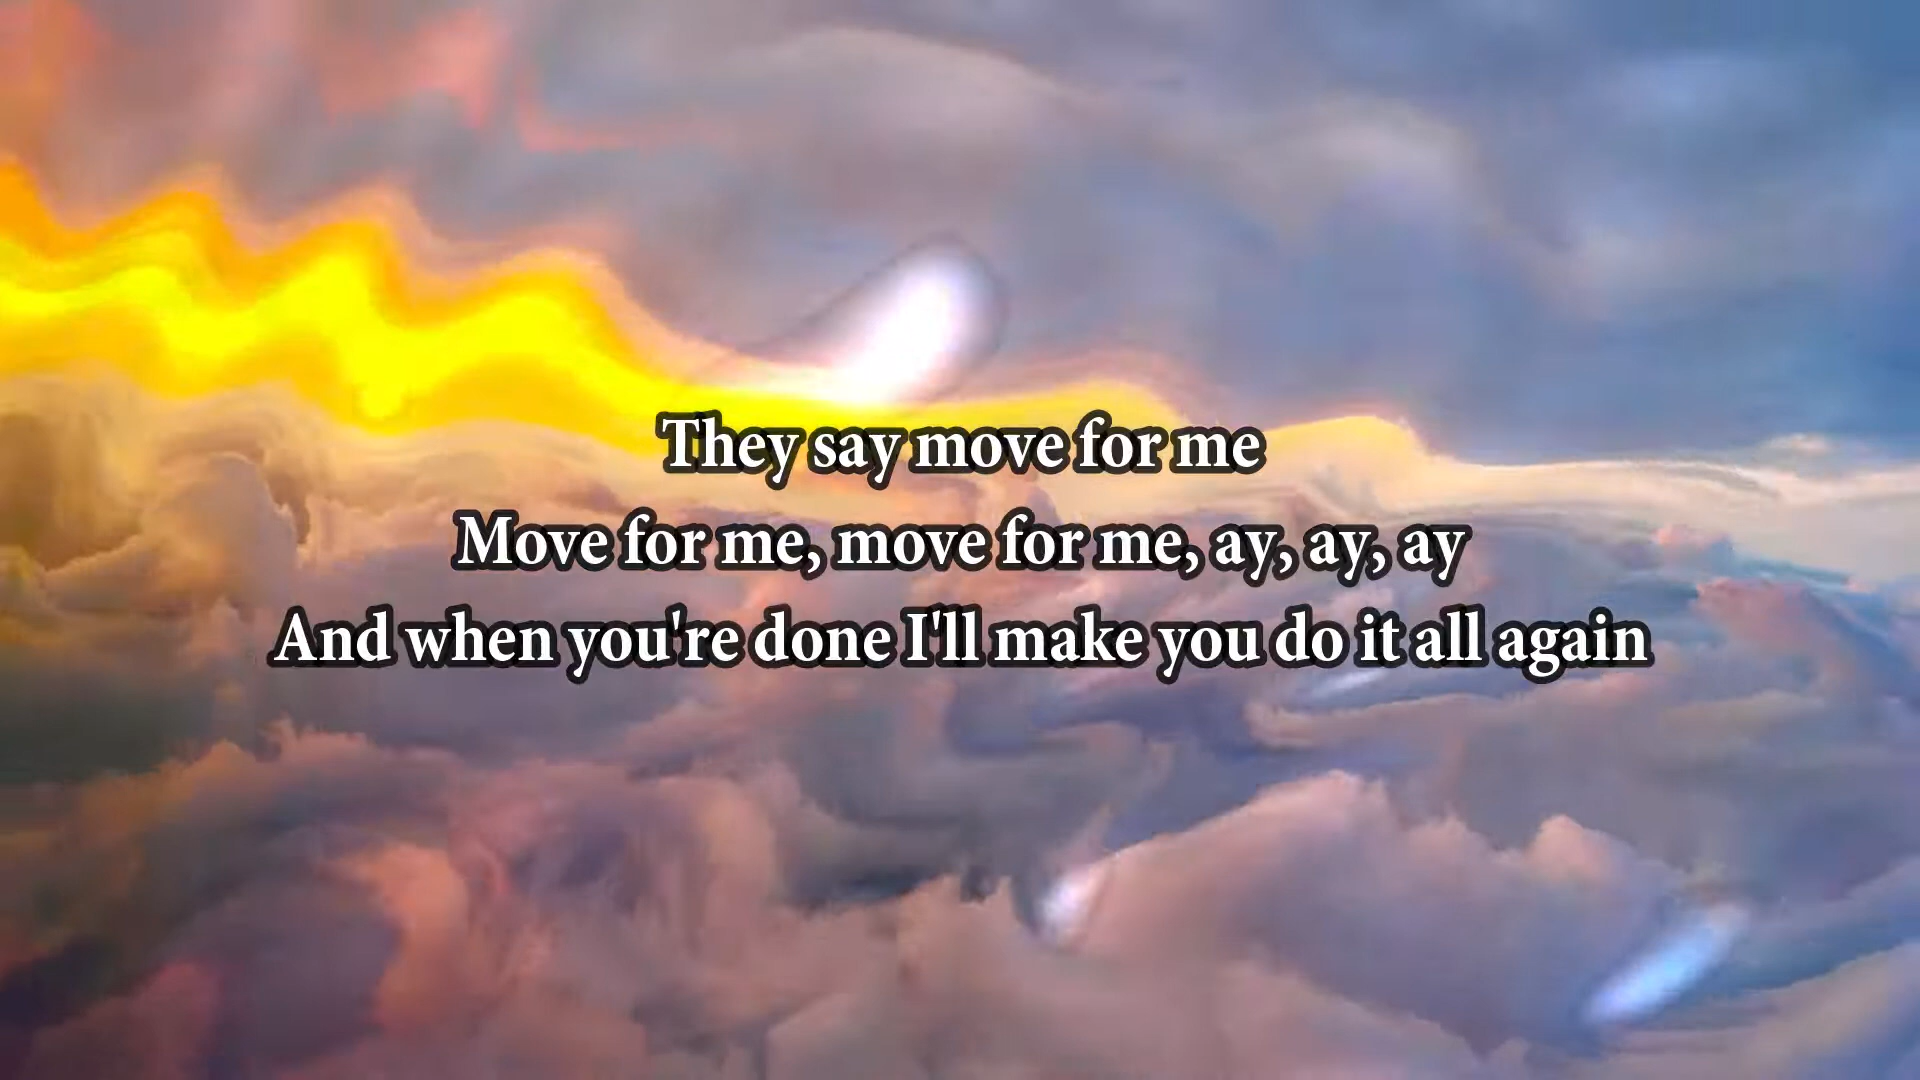 They say move for me
Move for me, move for me, ay, ay, ay
And when you're done I'll make you do it all again